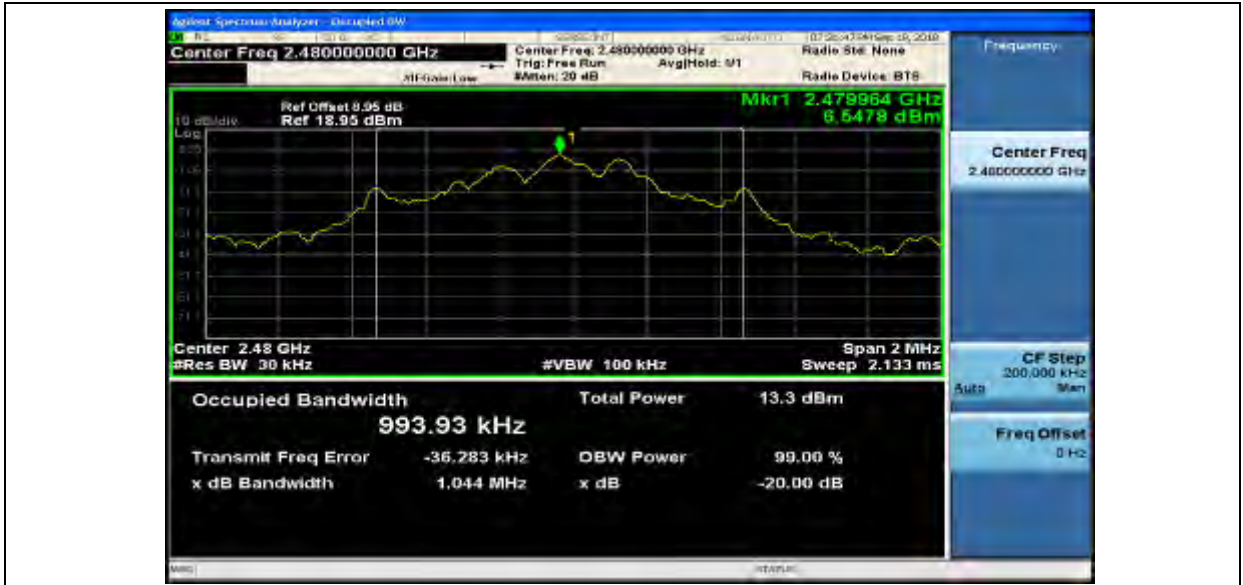 Agilent Spectrum Analyzer - Occupied BW
Center Freq 2.480000000 GHz
Center Freq: 2.480000000 GHz
Radio Std: None
Trig: Free Run
Avg|Hold: 1/1
#IFGain:Low
#Atten: 20 dB
Radio Device: BTS
Frequency
Mkr1 2.479964 GHz
6.5478 dBm
Ref Offset 8.95 dB
10 dB/div
Ref 18.95 dBm
Log
1
Center Freq
2.480000000 GHz
Center 2.48 GHz
Span 2 MHz
#Res BW 30 kHz
#VBW 100 kHz
Sweep 2.133 ms
CF Step
200.000 kHz
Auto Man
Occupied Bandwidth
Total Power 13.3 dBm
993.93 kHz
Freq Offset
0 Hz
Transmit Freq Error -36.283 kHz
OBW Power 99.00 %
x dB Bandwidth 1.044 MHz
x dB -20.00 dB
MSG
STATUS